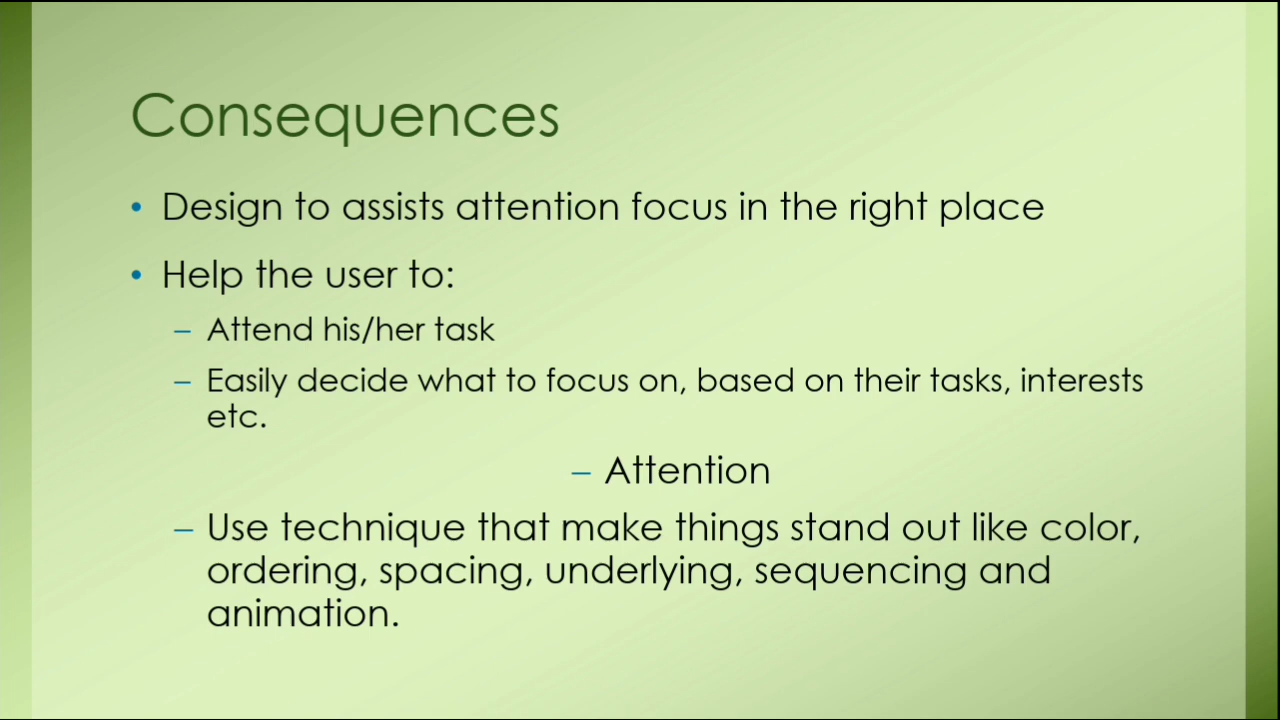 Consequences
• Design to assists attention focus in the right place
• Help the user to:
– Attend his/her task
– Easily decide what to focus on, based on their tasks, interests
etc.
– Attention
– Use technique that make things stand out like color,
ordering, spacing, underlying, sequencing and
animation.